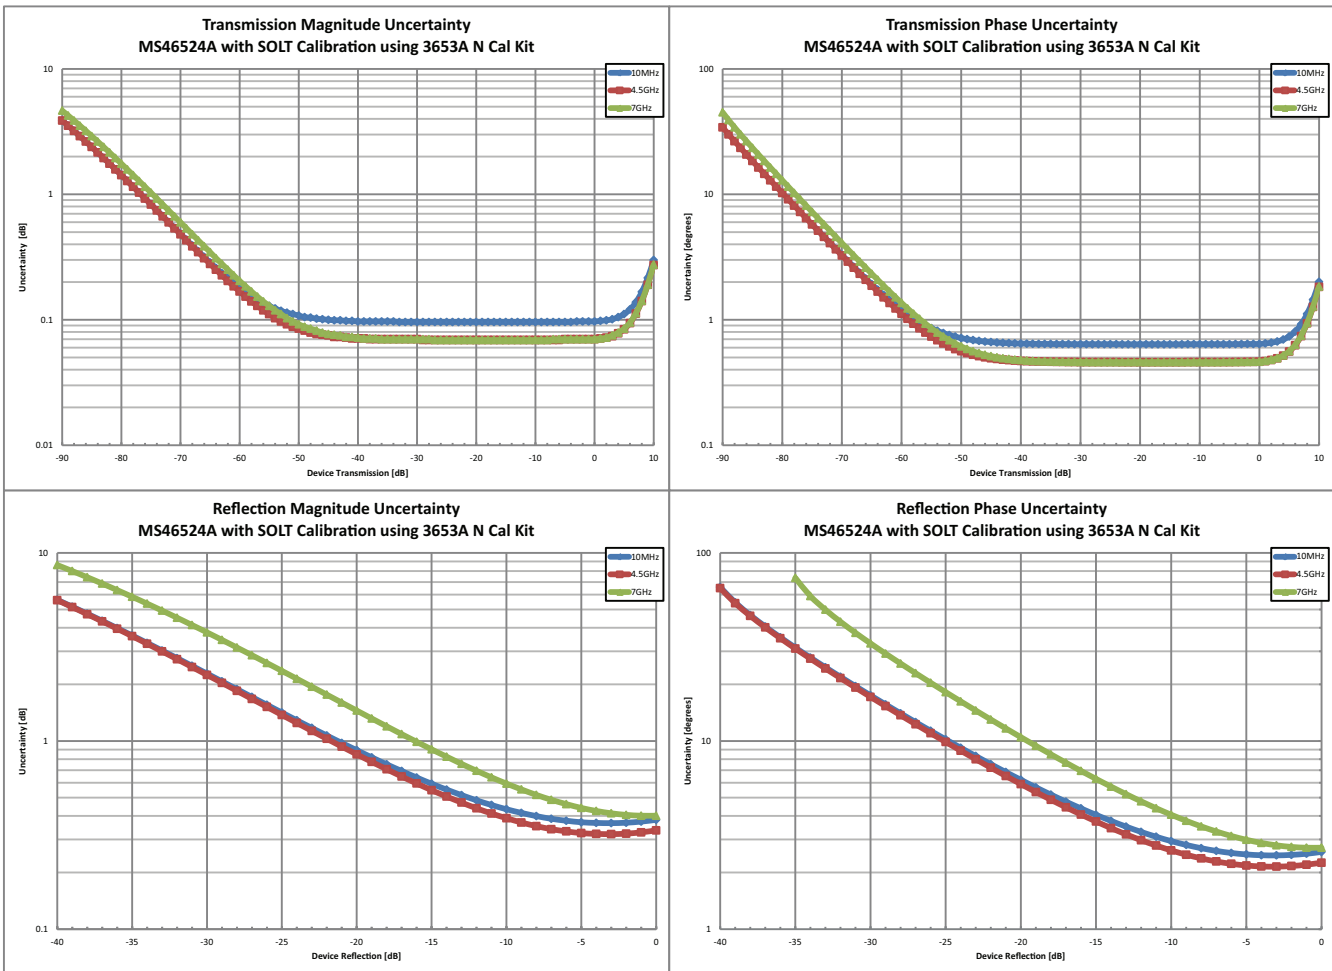 Transmission Magnitude Uncertainty
MS46524A with SOLT Calibration using 3653A N Cal Kit
10
1
0.1
0.01
Uncertainty [dB]
10MHz
4.5GHz
7GHz
-90 -80 -70 -60 -50 -40 -30 -20 -10 0 10
Device Transmission [dB]
Transmission Phase Uncertainty
MS46524A with SOLT Calibration using 3653A N Cal Kit
100
10
1
0.1
Uncertainty [degrees]
10MHz
4.5GHz
7GHz
-90 -80 -70 -60 -50 -40 -30 -20 -10 0 10
Device Transmission [dB]
Reflection Magnitude Uncertainty
MS46524A with SOLT Calibration using 3653A N Cal Kit
10
1
0.1
Uncertainty [dB]
10MHz
4.5GHz
7GHz
-40 -35 -30 -25 -20 -15 -10 -5 0
Device Reflection [dB]
Reflection Phase Uncertainty
MS46524A with SOLT Calibration using 3653A N Cal Kit
100
10
1
Uncertainty [degrees]
10MHz
4.5GHz
7GHz
-40 -35 -30 -25 -20 -15 -10 -5 0
Device Reflection [dB]